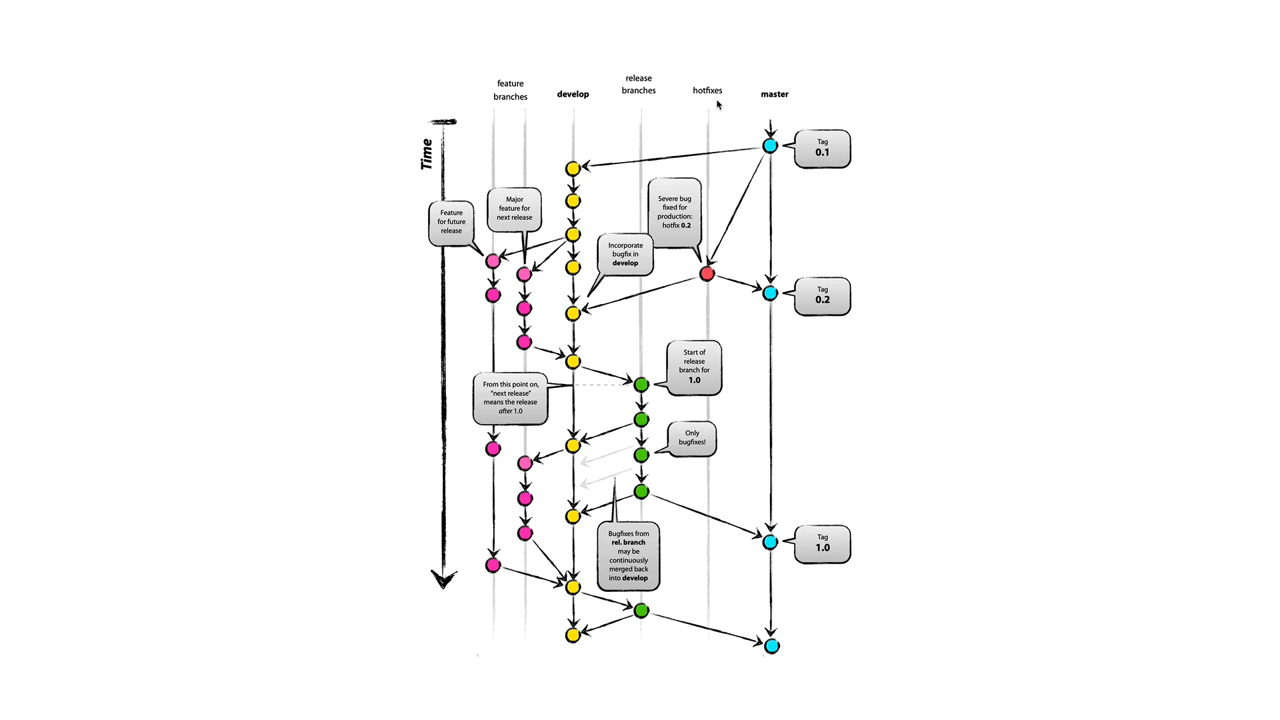 feature
branches
develop
release
branches
hotfixes
master
Time
Tag
0.1
Major
feature for
next release
Feature
for future
release
Severe bug
fixed for
production:
hotfix 0.2
Incorporate
bugfix in
develop
Tag
0.2
Start of
release
branch for
1.0
From this point on,
"next release"
means the release
after 1.0
Only
bugfixes!
Bugfixes from
rel. branch
may be
continuously
merged back
into develop
Tag
1.0